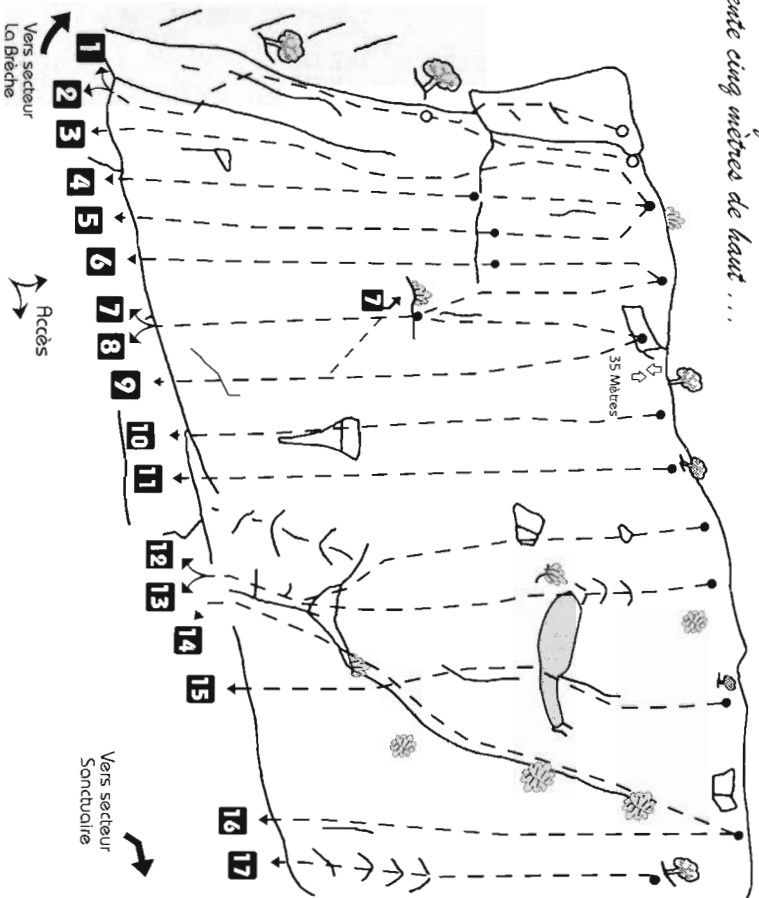 ente cinq mètres de haut ...
35 Mètres
7
1
2
3
4
5
6
7
8
9
10
11
12
13
14
15
16
17
Vers secteur
La Brèche
Accès
Vers secteur
Sanctuaire